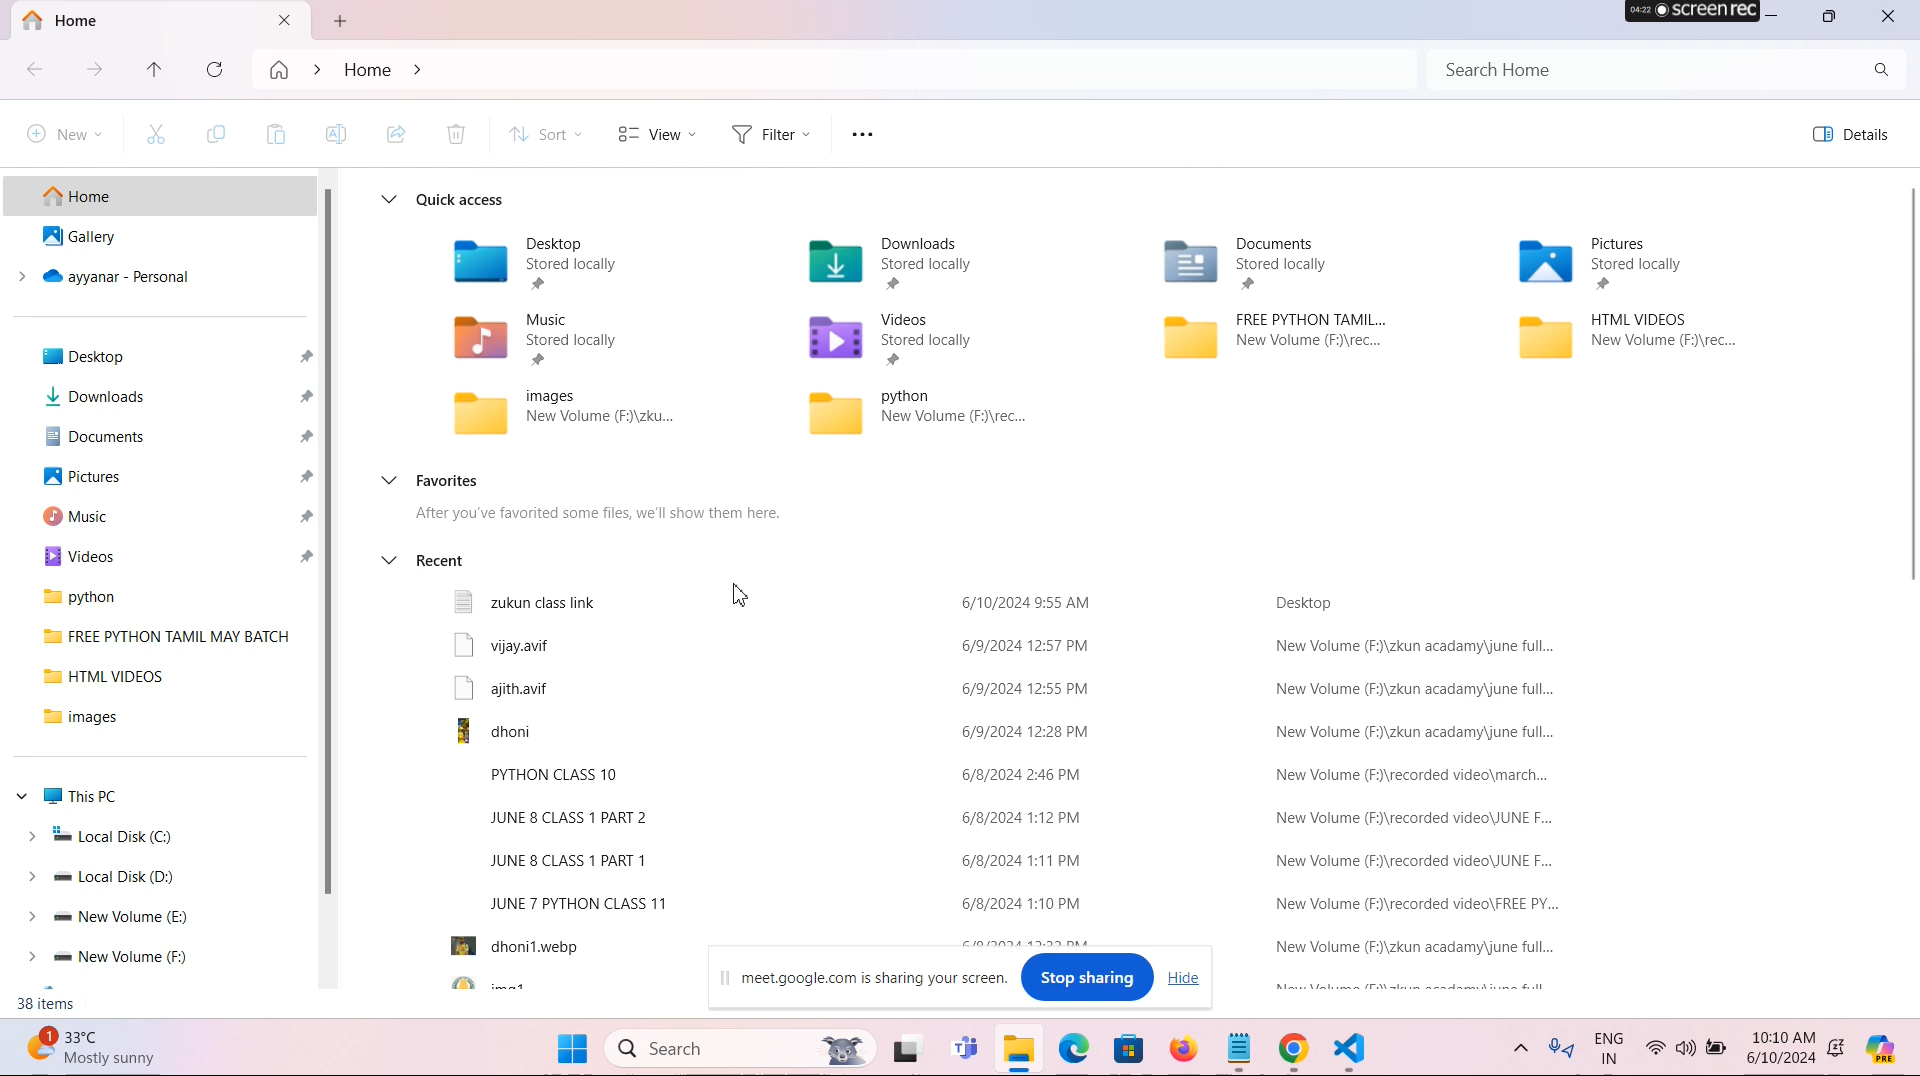 Home
04:22 screen rec
Home
Search Home
New
Sort
View
Filter
Details
Home
Gallery
ayyanar - Personal
Desktop
Downloads
Documents
Pictures
Music
Videos
python
FREE PYTHON TAMIL MAY BATCH
HTML VIDEOS
images
This PC
Local Disk (C:)
Local Disk (D:)
New Volume (E:)
New Volume (F:)
38 items
Quick access
Desktop
Stored locally
Downloads
Stored locally
Documents
Stored locally
Pictures
Stored locally
Music
Stored locally
Videos
Stored locally
FREE PYTHON TAMIL...
New Volume (F:)\rec...
HTML VIDEOS
New Volume (F:)\rec...
images
New Volume (F:)\zku...
python
New Volume (F:)\rec...
Favorites
After you've favorited some files, we'll show them here.
Recent
zukun class link 6/10/2024 9:55 AM Desktop
vijay.avif 6/9/2024 12:57 PM New Volume (F:)\zkun acadamy\june full...
ajith.avif 6/9/2024 12:55 PM New Volume (F:)\zkun acadamy\june full...
dhoni 6/9/2024 12:28 PM New Volume (F:)\zkun acadamy\june full...
PYTHON CLASS 10 6/8/2024 2:46 PM New Volume (F:)\recorded video\march...
JUNE 8 CLASS 1 PART 2 6/8/2024 1:12 PM New Volume (F:)\recorded video\JUNE F...
JUNE 8 CLASS 1 PART 1 6/8/2024 1:11 PM New Volume (F:)\recorded video\JUNE F...
JUNE 7 PYTHON CLASS 11 6/8/2024 1:10 PM New Volume (F:)\recorded video\FREE PY...
dhoni1.webp New Volume (F:)\zkun acadamy\june full...
meet.google.com is sharing your screen. Stop sharing Hide
1
33°C
Mostly sunny
Search
ENG
IN
10:10 AM
6/10/2024
PRE